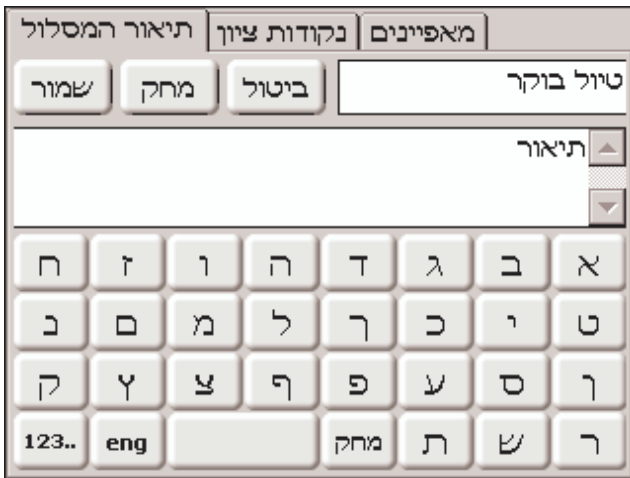 מאפיינים נקודות ציון תיאור המסלול
טיול בוקר ביטול מחק שמור
תיאור
א ב ג ד ה ו ז ח
ט י כ ך ל מ ם נ
ן ס ע פ ף צ ץ ק
ר ש ת מחק eng 123..